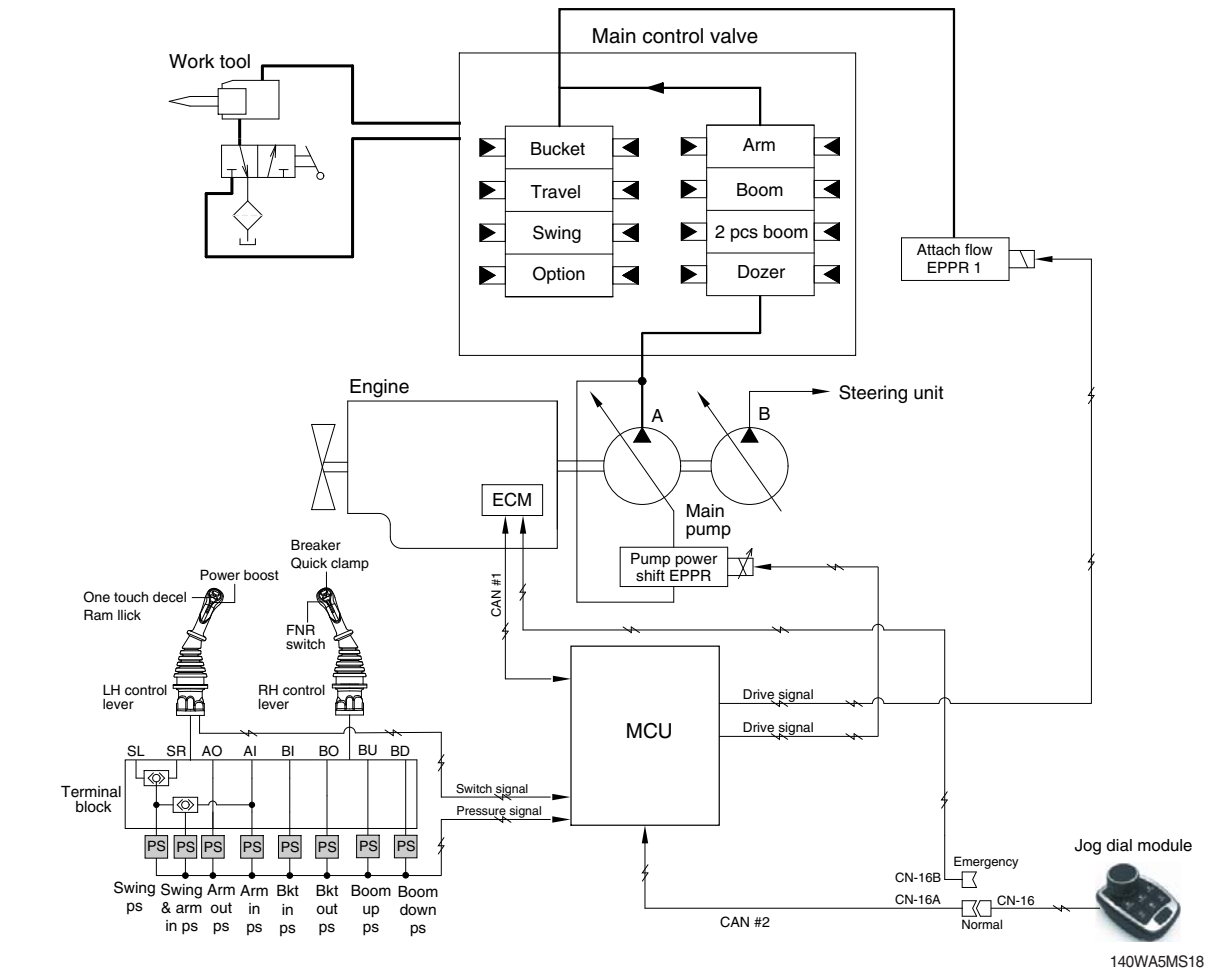 Main control valve
Work tool
Bucket
Arm
Travel
Boom
Swing
2 pcs boom
Option
Dozer
Attach flow
EPPR 1
Engine
A
B
Steering unit
ECM
Main
pump
Pump power
shift EPPR
CAN #1
Breaker
Quick clamp
Power boost
One touch decel
Ram llick
FNR
switch
LH control
lever
RH control
lever
MCU
Drive signal
Drive signal
SL
SR
AO
AI
BI
BO
BU
BD
Terminal
block
Switch signal
Pressure signal
PS
PS
PS
PS
PS
PS
PS
PS
Swing
ps
Swing
& arm
in ps
Arm
out
ps
Arm
in
ps
Bkt
in
ps
Bkt
out
ps
Boom
up
ps
Boom
down
ps
Jog dial module
Emergency
CN-16B
CN-16A
CN-16
Normal
CAN #2
140WA5MS18